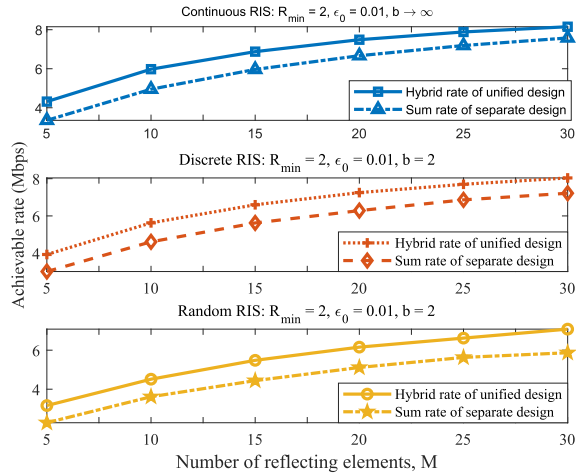 Continuous RIS: R_min = 2, ϵ_0 = 0.01, b → ∞
8
6
4
Hybrid rate of unified design
Sum rate of separate design
5 10 15 20 25 30
Discrete RIS: R_min = 2, ϵ_0 = 0.01, b = 2
Achievable rate (Mbps)
8
6
4
Hybrid rate of unified design
Sum rate of separate design
5 10 15 20 25 30
Random RIS: R_min = 2, ϵ_0 = 0.01, b = 2
6
4
Hybrid rate of unified design
Sum rate of separate design
5 10 15 20 25 30
Number of reflecting elements, M